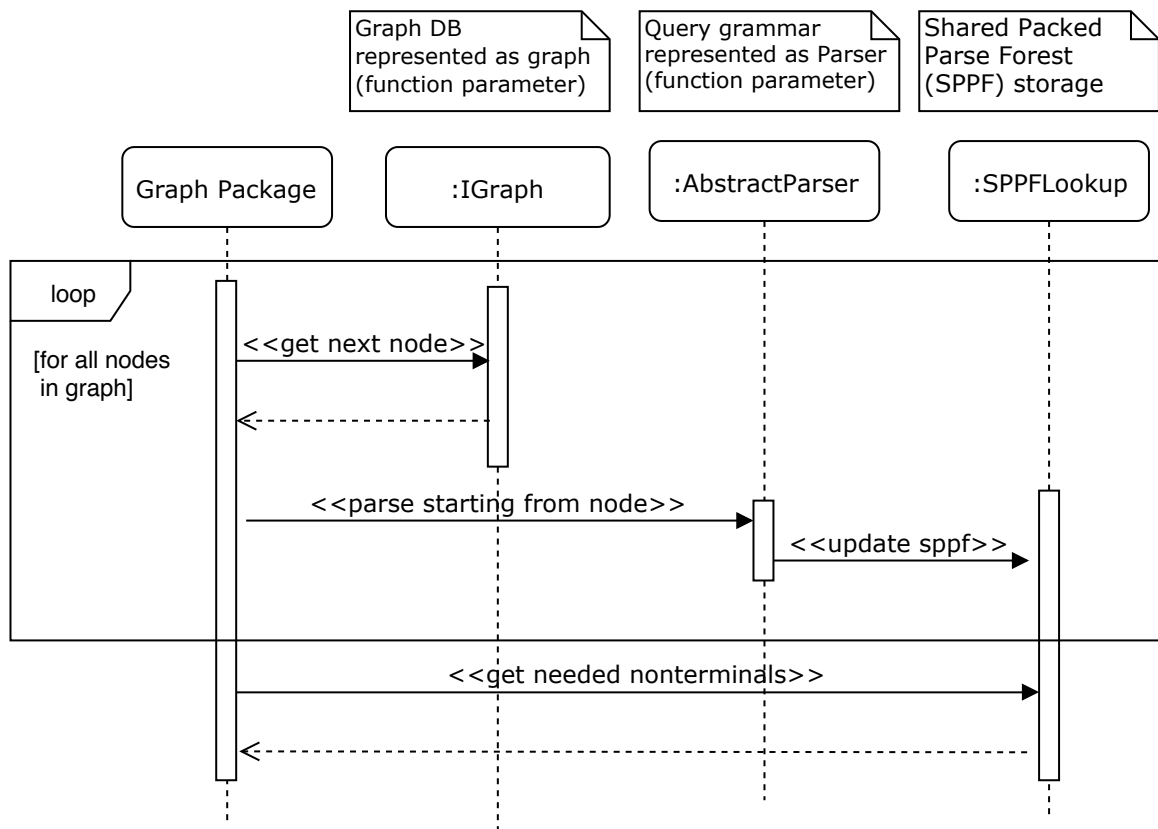 Graph DB
represented as graph
(function parameter)
Query grammar
represented as Parser
(function parameter)
Shared Packed
Parse Forest
(SPPF) storage
Graph Package
:IGraph
:AbstractParser
:SPPFLookup
loop
[for all nodes
in graph]
<<get next node>>
<<parse starting from node>>
<<update sppf>>
<<get needed nonterminals>>